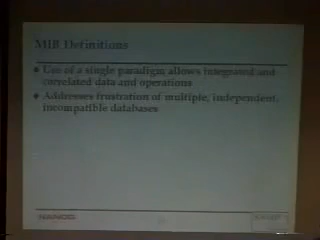 MIB Definitions
Use of a single paradigm allows integrated and
correlated data and operations
Addresses frustration of multiple, independent,
incompatible databases
NANOG